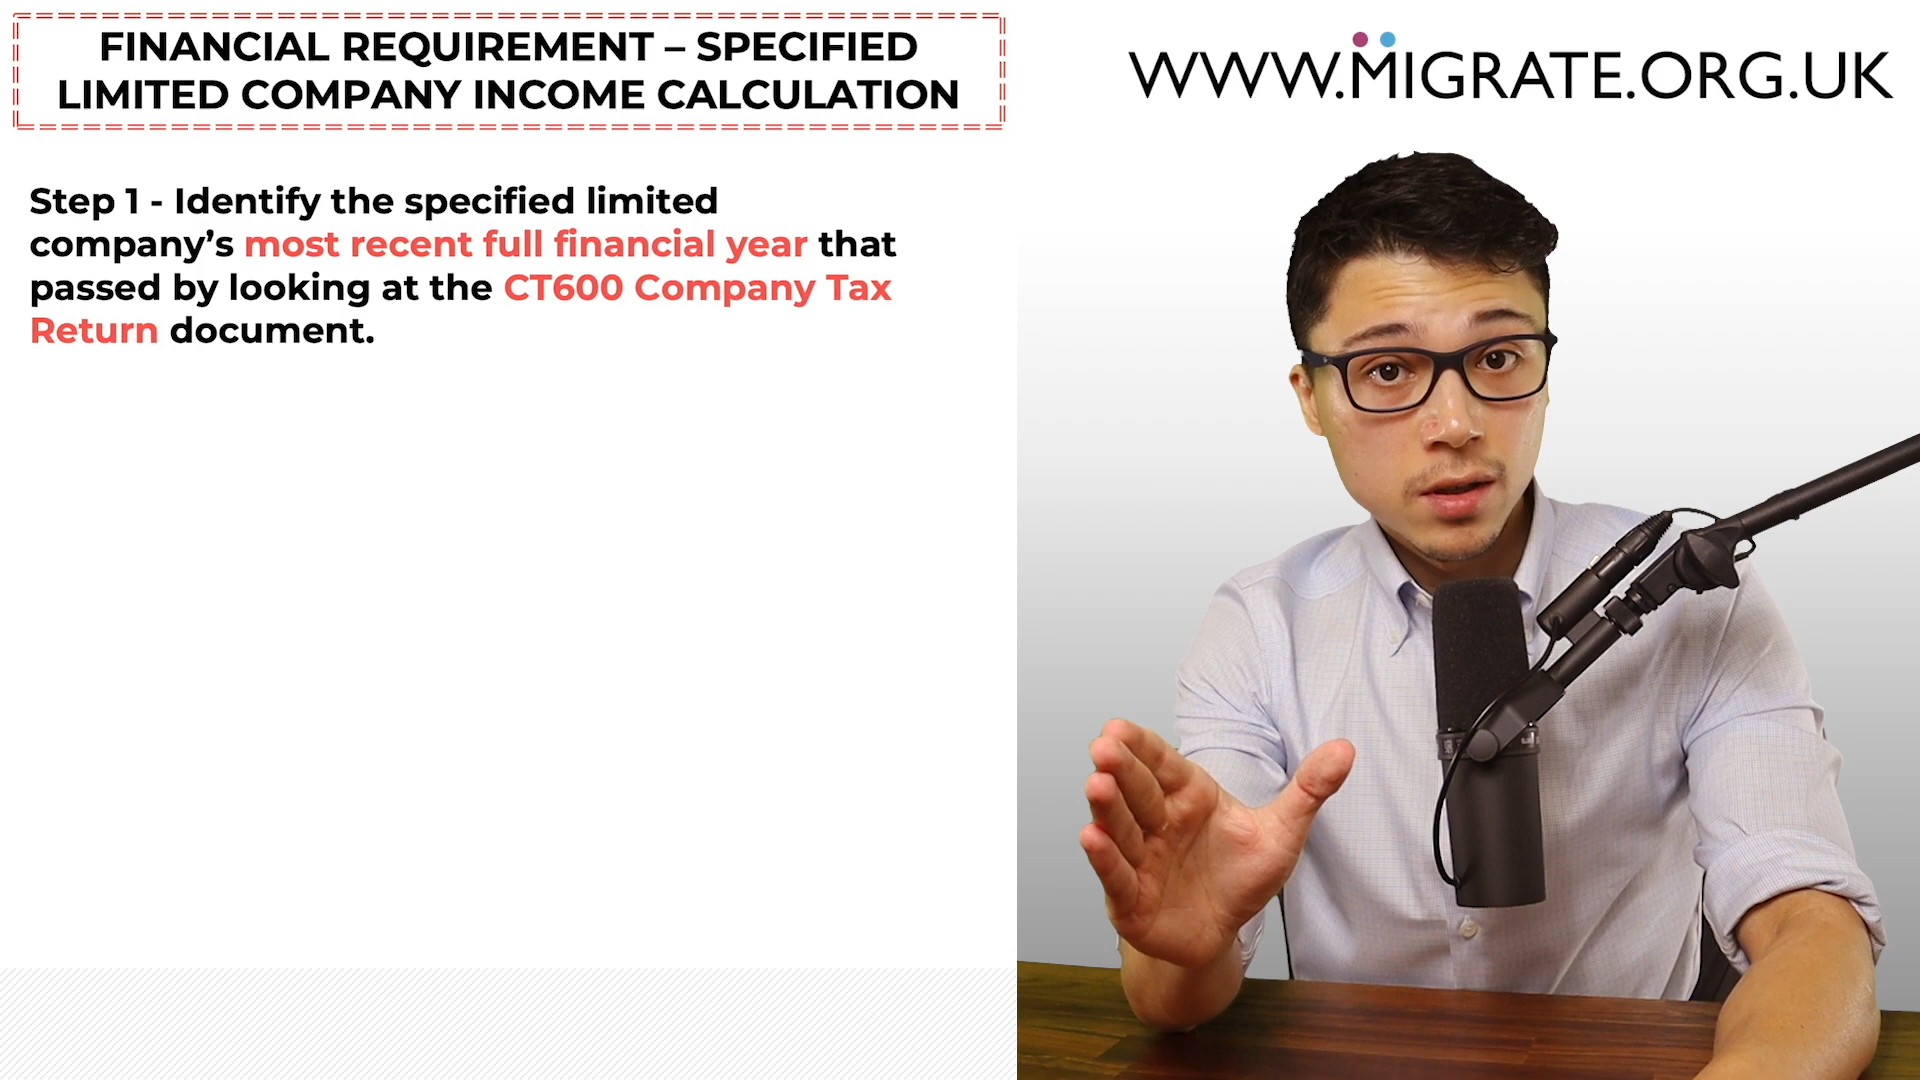 FINANCIAL REQUIREMENT – SPECIFIED
LIMITED COMPANY INCOME CALCULATION
WWW.MIGRATE.ORG.UK
Step 1 - Identify the specified limited
company’s most recent full financial year that
passed by looking at the CT600 Company Tax
Return document.